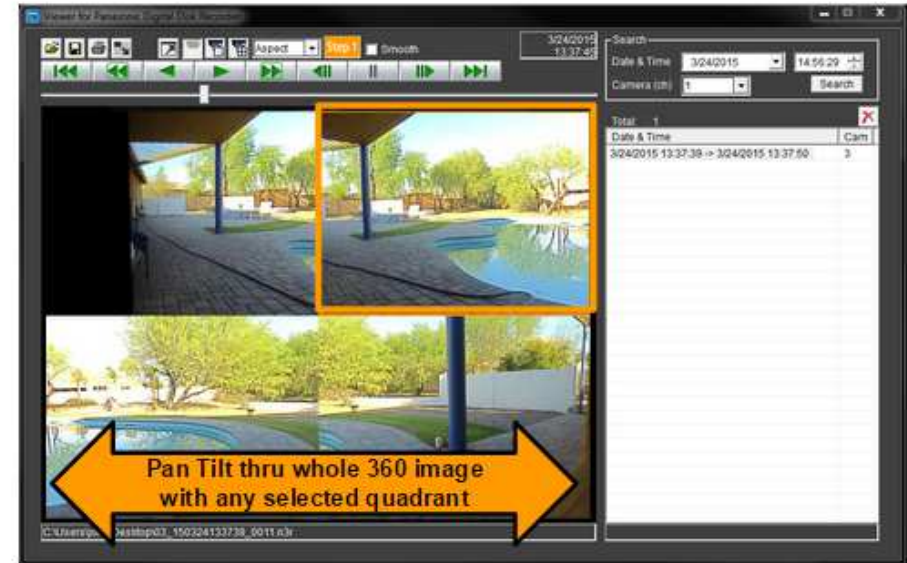 Viewer for Panasonic Digital Disk Recorder
Aspect
Step 1
Smooth
3/24/2015
13:37:45
Search
Date & Time
3/24/2015
14:56:29
Camera (ch)
1
Search
Total: 1
Date & Time
Cam
3/24/2015 13:37:39 -> 3/24/2015 13:37:50
3
Pan Tilt thru whole 360 image
with any selected quadrant
Desktop\03_150324133739_0011.n3r